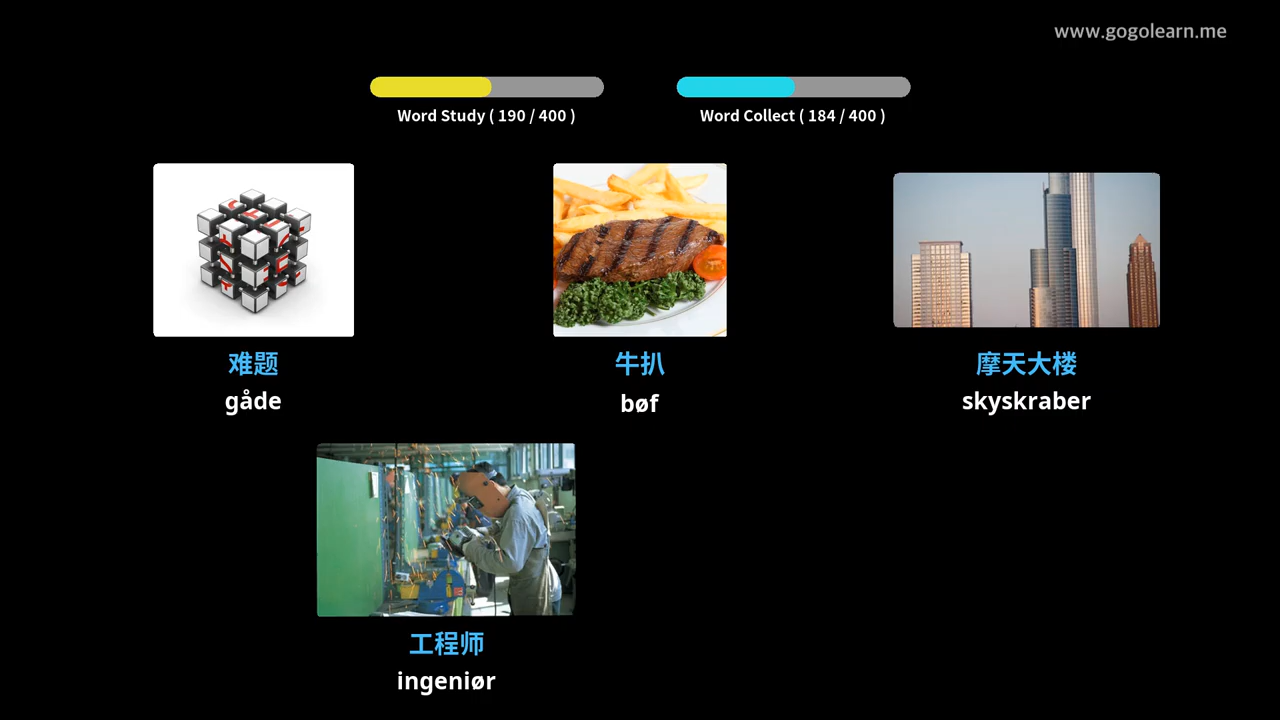 www.gogolearn.me
Word Study ( 190 / 400 )
Word Collect ( 184 / 400 )
难题
gåde
牛扒
bøf
摩天大楼
skyskraber
工程师
ingeniør